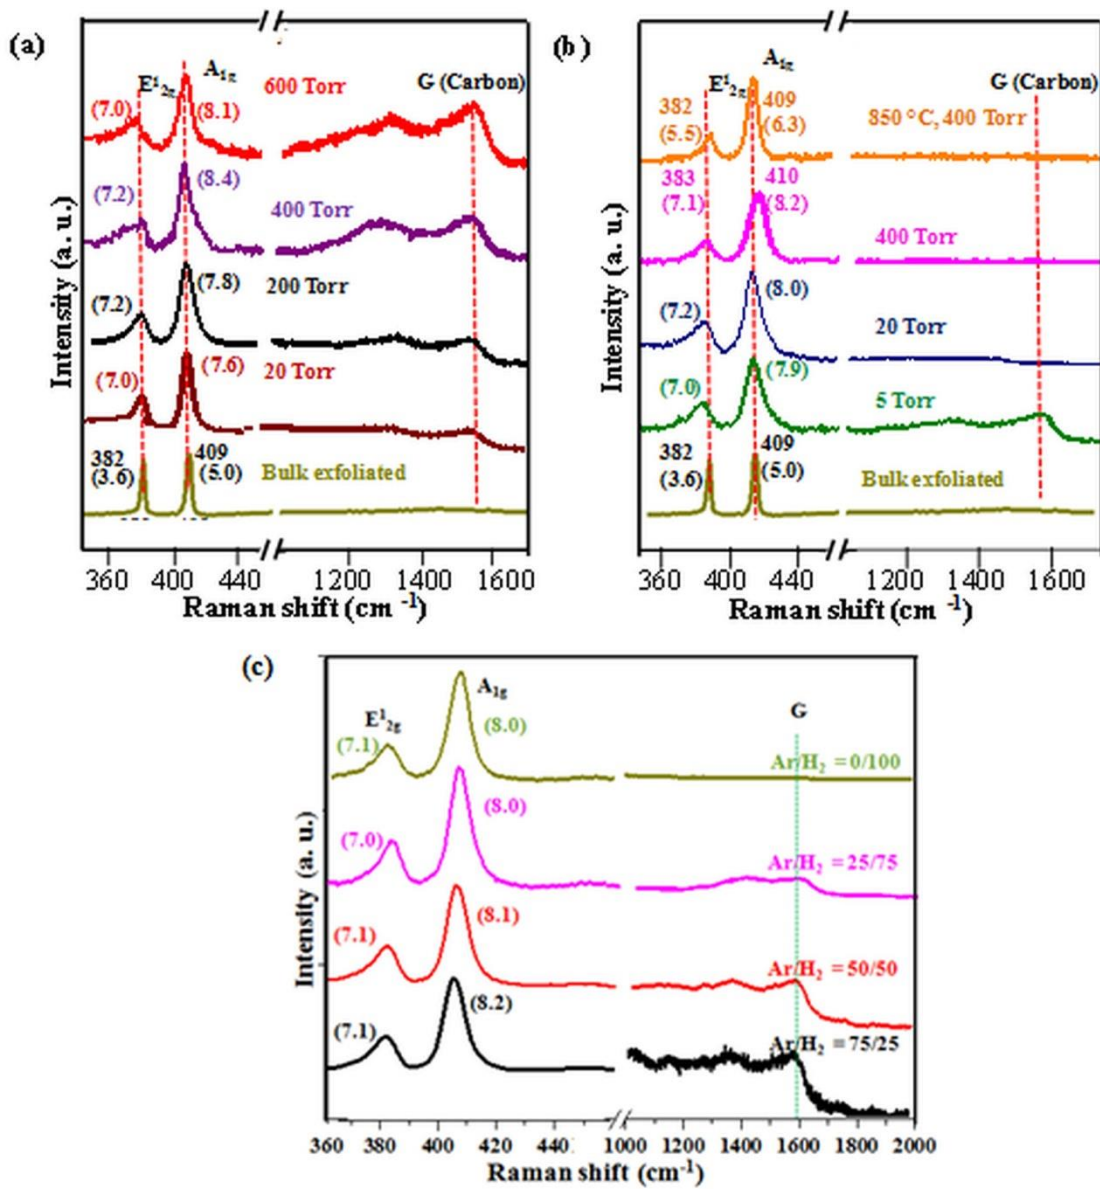 (a)
E¹₂g
A₁g
600 Torr
G (Carbon)
(7.0)
(8.1)
(7.2)
(8.4)
400 Torr
(7.2)
(7.8)
200 Torr
(7.0)
(7.6)
20 Torr
382
(3.6)
409
(5.0)
Bulk exfoliated
Intensity (a. u.)
360 400 440 1200 1400 1600
Raman shift (cm -1)
(b)
E¹₂g
A₁g
G (Carbon)
382
(5.5)
409
(6.3)
850 °C, 400 Torr
383
(7.1)
410
(8.2)
400 Torr
(7.2)
(8.0)
20 Torr
(7.0)
(7.9)
5 Torr
382
(3.6)
409
(5.0)
Bulk exfoliated
Intensity (a. u.)
360 400 440 1200 1400 1600
Raman shift (cm -1)
(c)
E¹₂g
A₁g
G
(7.1)
(8.0)
Ar/H₂ = 0/100
(7.0)
(8.0)
Ar/H₂ = 25/75
(7.1)
(8.1)
Ar/H₂ = 50/50
(7.1)
(8.2)
Ar/H₂ = 75/25
Intensity (a. u.)
360 380 400 420 440 1000 1200 1400 1600 1800 2000
Raman shift (cm-1)